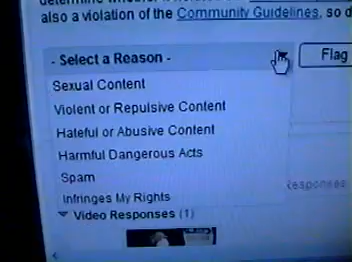 also a violation of the Community Guidelines, so d
- Select a Reason -
Flag
Sexual Content
Violent or Repulsive Content
Hateful or Abusive Content
Harmful Dangerous Acts
Spam
Infringes My Rights
Responses
Video Responses (1)